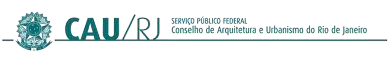 CAU/RJ
SERVIÇO PÚBLICO FEDERAL
Conselho de Arquitetura e Urbanismo do Rio de Janeiro